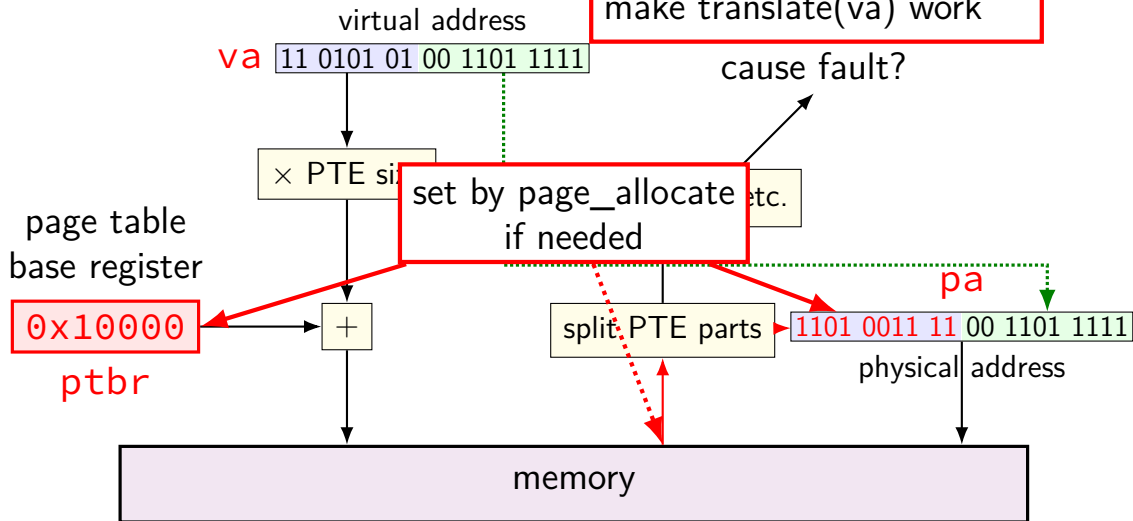 make translate(va) work
virtual address
va
11 0101 01 00 1101 1111
cause fault?
× PTE si
set by page_allocate
if needed
etc.
page table
base register
0x10000
ptbr
+
split PTE parts
pa
1101 0011 11 00 1101 1111
physical address
memory